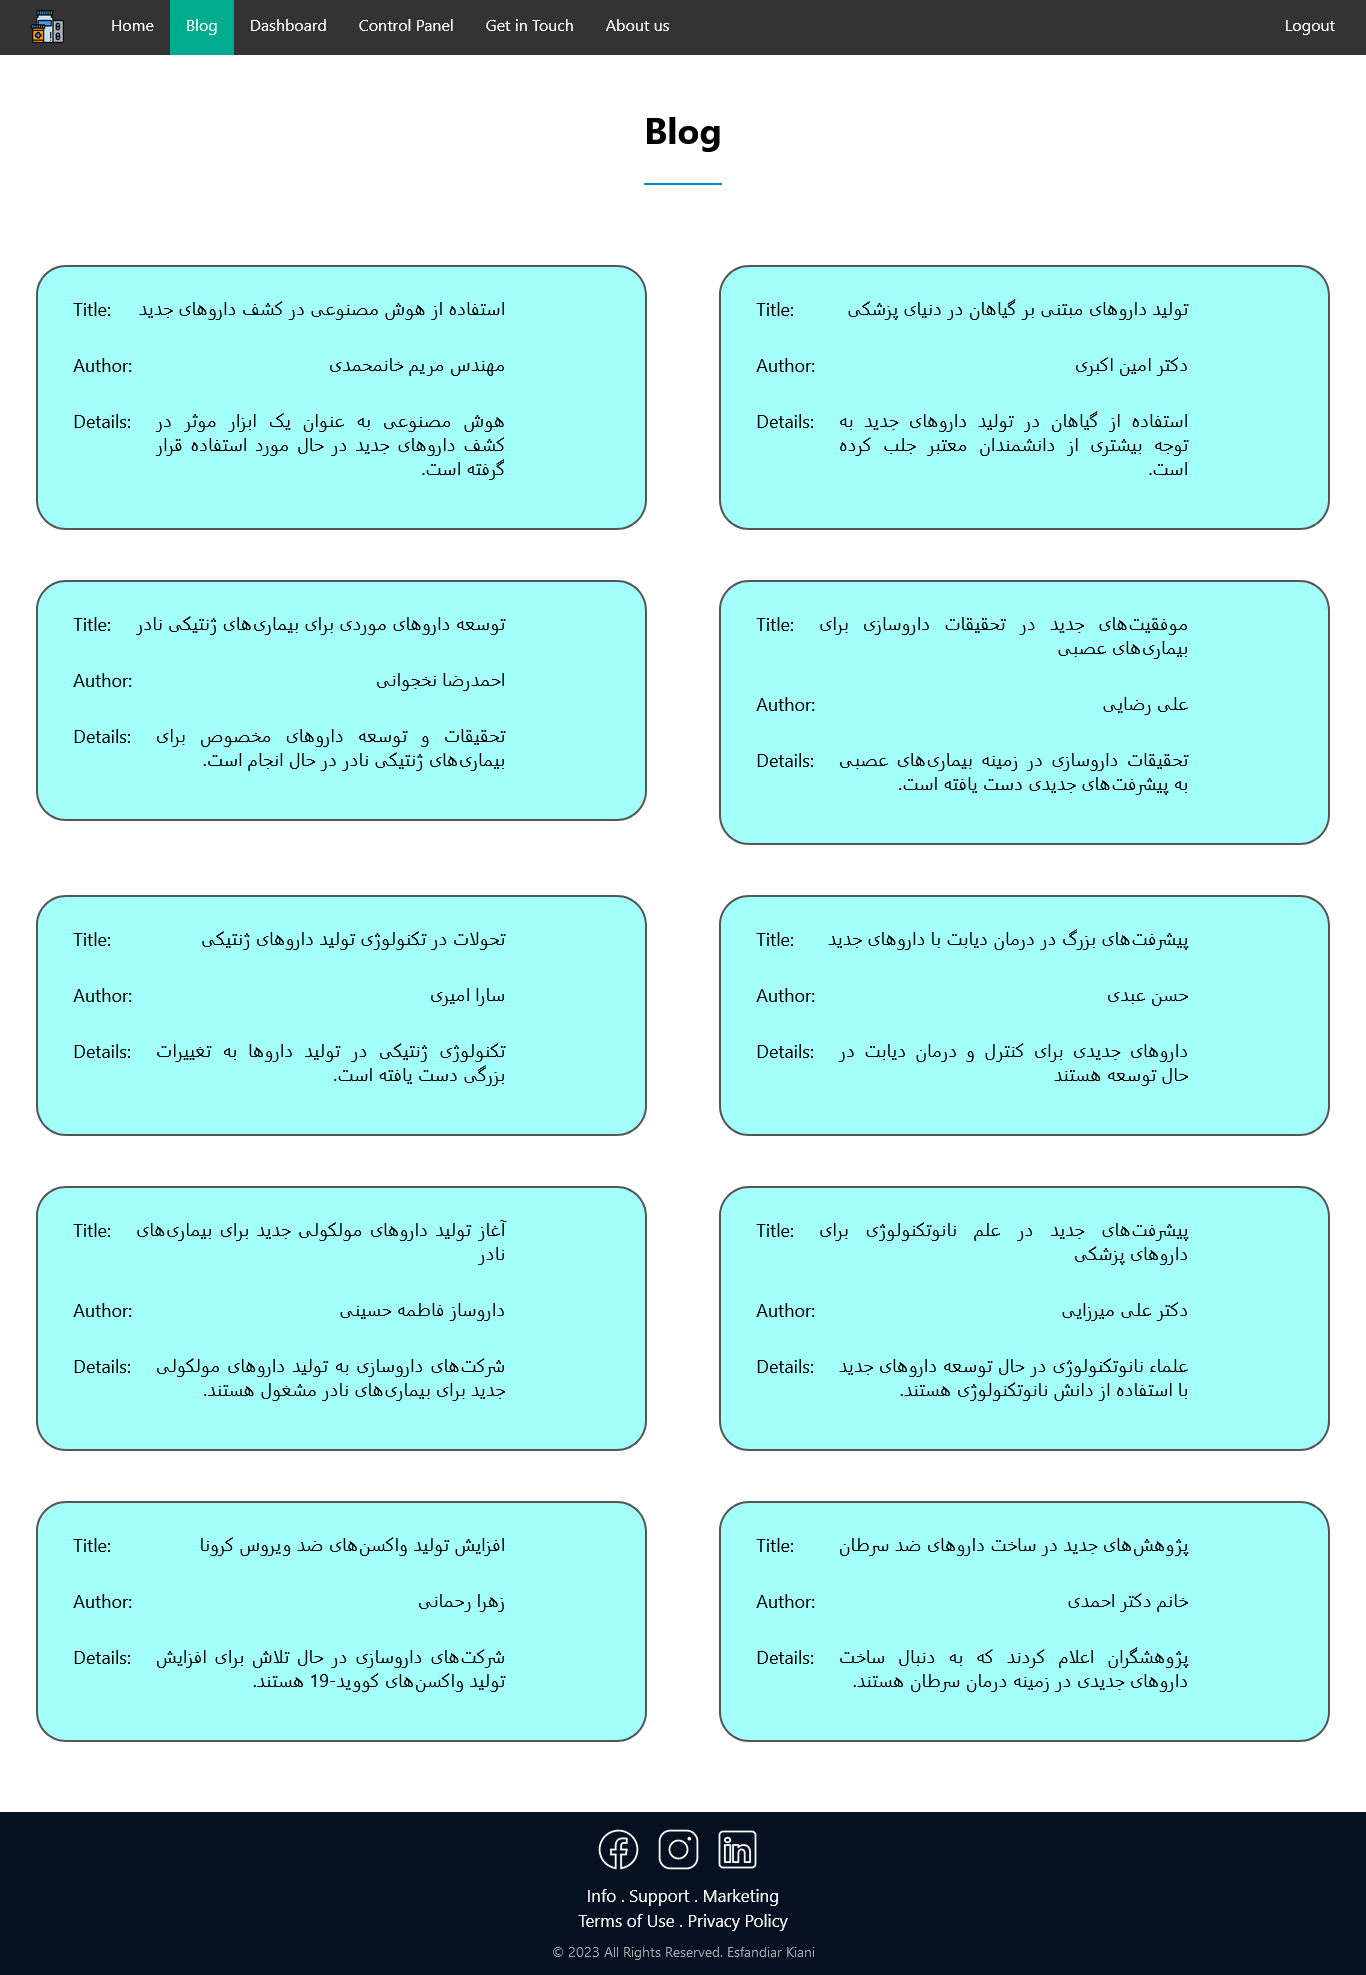 Home Blog Dashboard Control Panel Get in Touch About us Logout
Blog
Title: استفاده از هوش مصنوعی در کشف داروهای جدید
Author: مهندس مریم خانمحمدی
Details: هوش مصنوعی به عنوان یک ابزار موثر در
کشف داروهای جدید در حال مورد استفاده قرار
گرفته است.
Title: تولید داروهای مبتنی بر گیاهان در دنیای پزشکی
Author: دکتر امین اکبری
Details: استفاده از گیاهان در تولید داروهای جدید به
توجه بیشتری از دانشمندان معتبر جلب کرده
است.
Title: توسعه داروهای موردی برای بیماری‌های ژنتیکی نادر
Author: احمدرضا نخجوانی
Details: تحقیقات و توسعه داروهای مخصوص برای
بیماری‌های ژنتیکی نادر در حال انجام است.
Title: موفقیت‌های جدید در تحقیقات داروسازی برای
بیماری‌های عصبی
Author: علی رضایی
Details: تحقیقات داروسازی در زمینه بیماری‌های عصبی
به پیشرفت‌های جدیدی دست یافته است.
Title: تحولات در تکنولوژی تولید داروهای ژنتیکی
Author: سارا امیری
Details: تکنولوژی ژنتیکی در تولید داروها به تغییرات
بزرگی دست یافته است.
Title: پیشرفت‌های بزرگ در درمان دیابت با داروهای جدید
Author: حسن عبدی
Details: داروهای جدیدی برای کنترل و درمان دیابت در
حال توسعه هستند
Title: آغاز تولید داروهای مولکولی جدید برای بیماری‌های
نادر
Author: داروساز فاطمه حسینی
Details: شرکت‌های داروسازی به تولید داروهای مولکولی
جدید برای بیماری‌های نادر مشغول هستند.
Title: پیشرفت‌های جدید در علم نانوتکنولوژی برای
داروهای پزشکی
Author: دکتر علی میرزایی
Details: علماء نانوتکنولوژی در حال توسعه داروهای جدید
با استفاده از دانش نانوتکنولوژی هستند.
Title: افزایش تولید واکسن‌های ضد ویروس کرونا
Author: زهرا رحمانی
Details: شرکت‌های داروسازی در حال تلاش برای افزایش
تولید واکسن‌های کووید-19 هستند.
Title: پژوهش‌های جدید در ساخت داروهای ضد سرطان
Author: خانم دکتر احمدی
Details: پژوهشگران اعلام کردند که به دنبال ساخت
داروهای جدیدی در زمینه درمان سرطان هستند.
Info . Support . Marketing
Terms of Use . Privacy Policy
© 2023 All Rights Reserved. Esfandiar Kiani